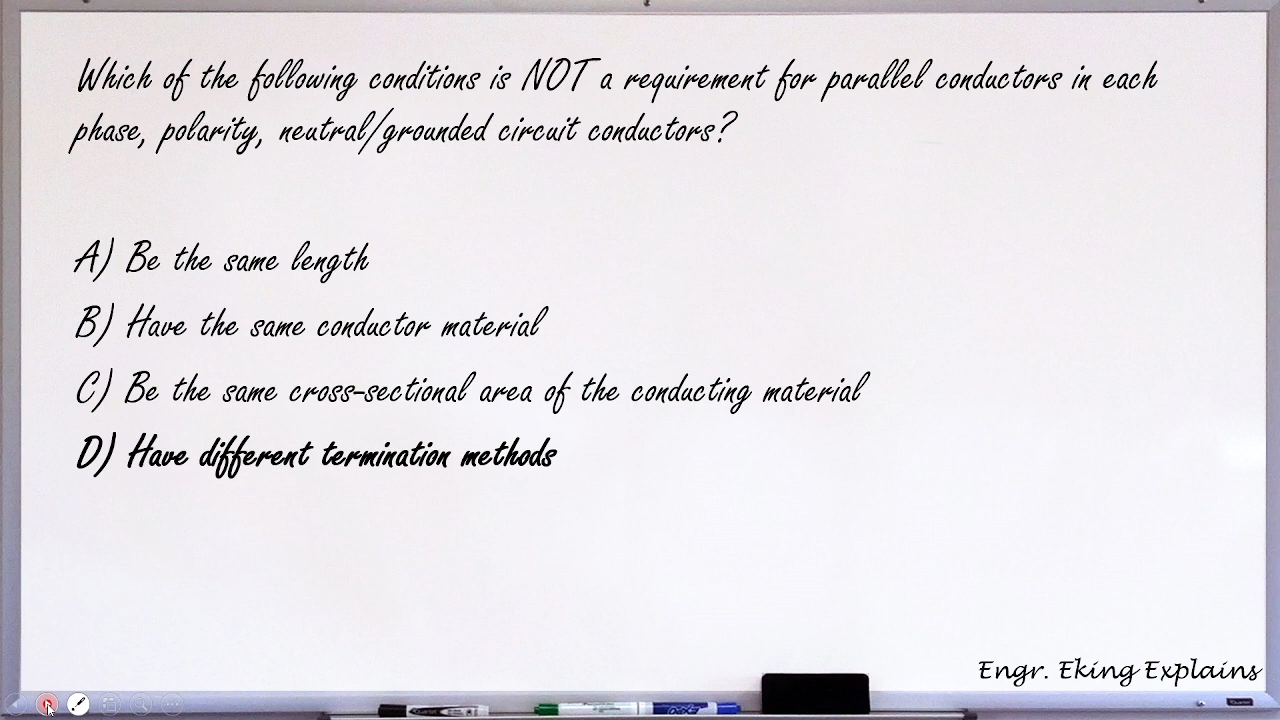 Which of the following conditions is NOT a requirement for parallel conductors in each
phase, polarity, neutral/grounded circuit conductors?
A) Be the same length
B) Have the same conductor material
C) Be the same cross-sectional area of the conducting material
D) Have different termination methods
Engr. Eking Explains